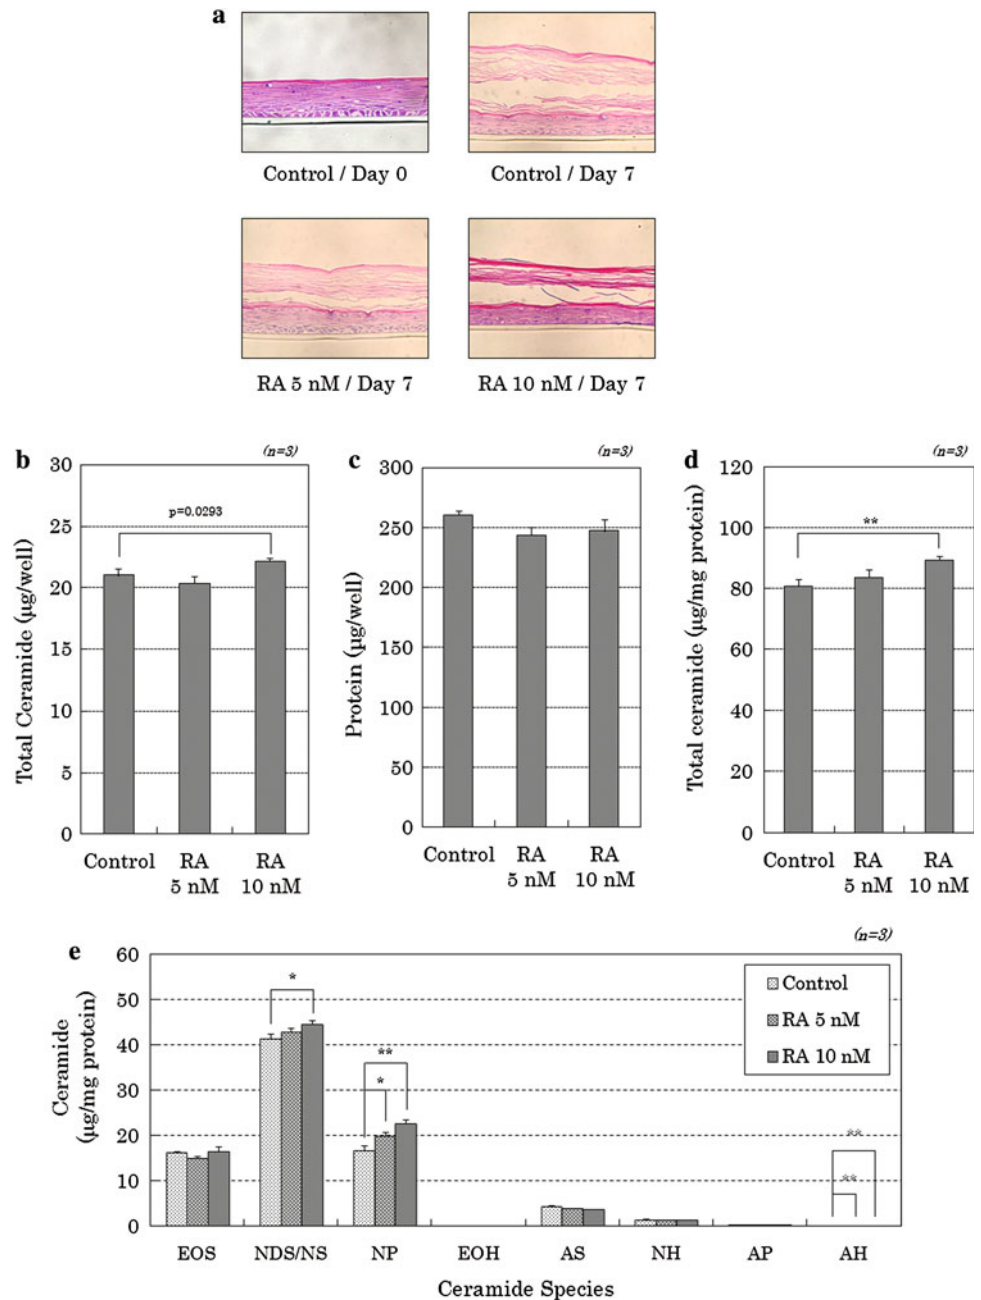 a
Control / Day 0
Control / Day 7
RA 5 nM / Day 7
RA 10 nM / Day 7
b
(n=3)
Total Ceramide (µg/well)
30
25
20
15
10
5
0
p=0.0293
Control
RA
5 nM
RA
10 nM
c
(n=3)
Protein (µg/well)
300
250
200
150
100
50
0
Control
RA
5 nM
RA
10 nM
d
(n=3)
Total ceramide (µg/mg protein)
120
100
80
60
40
20
0
**
Control
RA
5 nM
RA
10 nM
e
(n=3)
Ceramide
(µg/mg protein)
60
50
40
30
20
10
0
*
**
*
**
**
Control
RA 5 nM
RA 10 nM
EOS NDS/NS NP EOH AS NH AP AH
Ceramide Species